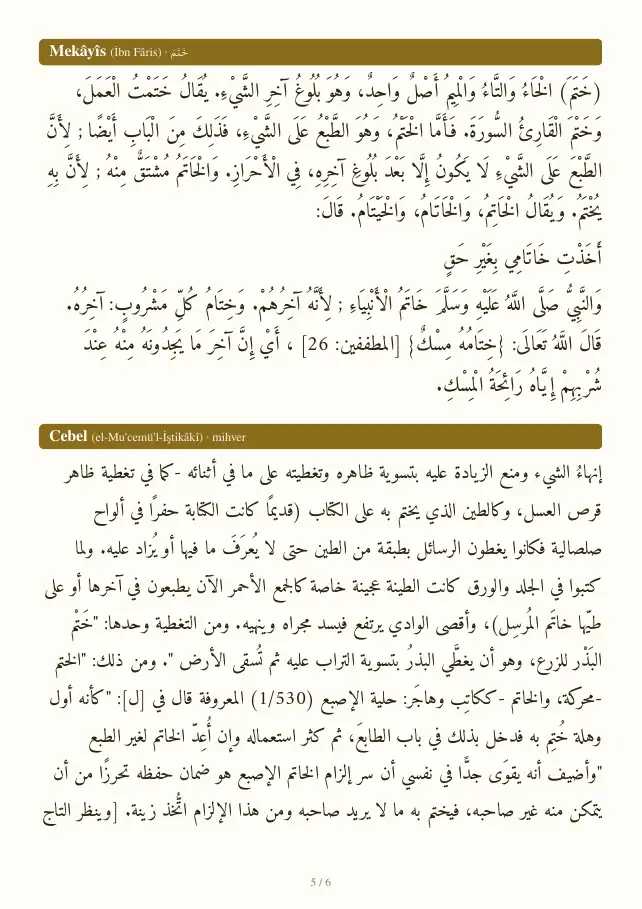 Mekâyîs (İbn Fâris) · خَتَمَ
(خَتَمَ) الْخَاءُ وَالتَّاءُ وَالْمِيمُ أَصْلٌ وَاحِدٌ، وَهُوَ بُلُوغُ آخِرِ الشَّيْءِ. يُقَالُ خَتَمْتُ الْعَمَلَ،
وَخَتَمَ الْقَارِئُ السُّورَةَ. فَأَمَّا الْخَتْمُ، وَهُوَ الطَّبْعُ عَلَى الشَّيْءِ، فَذَلِكَ مِنَ الْبَابِ أَيْضًا ; لِأَنَّ
الطَّبْعَ عَلَى الشَّيْءِ لَا يَكُونُ إِلَّا بَعْدَ بُلُوغِ آخِرِهِ، فِي الْأَحْرَازِ. وَالْخَاتَمُ مُشْتَقٌّ مِنْهُ ; لِأَنَّ بِهِ
يُخْتَمُ. وَيُقَالُ الْخَاتِمُ، وَالْخَاتَامُ، وَالْخَيْتَامُ. قَالَ:
أَخَذْتِ خَاتَامِي بِغَيْرِ حَقٍ
وَالنَّبِيُّ صَلَّى اللَّهُ عَلَيْهِ وَسَلَّمَ خَاتَمُ الْأَنْبِيَاءِ ; لِأَنَّهُ آخِرُهُمْ. وَخِتَامُ كُلِّ مَشْرُوبٍ: آخِرُهُ.
قَالَ اللَّهُ تَعَالَى: {خِتَامُهُ مِسْكٌ} [المطففين: 26] ، أَيْ إِنَّ آخِرَ مَا يَجِدُونَهُ مِنْهُ عِنْدَ
شُرْبِهِمْ إِيَّاهُ رَائِحَةُ الْمِسْكِ.
Cebel (el-Mu'cemü'l-İştikâkî) · mihver
إنهاءُ الشيء ومنع الزيادة عليه بتسوية ظاهره وتغطيته على ما في أثنائه -كما في تغطية ظاهر
قرص العسل، وكالطين الذي يختم به على الكتاب (قديمًا كانت الكتابة حفرًا في ألواح
صلصالية فكانوا يغطون الرسائل بطبقة من الطين حتى لا يُعرَفَ ما فيها أو يُزاد عليه. ولما
كتبوا في الجلد والورق كانت الطينة عجينة خاصة كالجمع الأحمر الآن يطبعون في آخرها أو على
طيّها خاتَم المُرسِل)، وأقصى الوادي يرتفع فيسد مجراه وينهيه. ومن التغطية وحدها: "خَتْم
البَذْر للزرع، وهو أن يغطَّي البذرُ بتسوية التراب عليه ثم تُسقى الأرض ". ومن ذلك: "الختم
-محركة، والخاتم -ككاتِب وهاجَر: حلية الإصبع (1/530) المعروفة قال في [ل]: "كأنه أول
وهلة خُتِم به فدخل بذلك في باب الطابعَ، ثم كثر استعماله وإن أُعِدّ الخاتم لغير الطبع
"وأضيف أنه يقوَى جدًّا في نفسي أن سر إلزام الخاتم الإصبع هو ضمان حفظه تحرزًا من أن
يتمكن منه غير صاحبه، فيختم به ما لا يريد صاحبه ومن هذا الإلزام اتُّخذ زينة. [وينظر التاج
5 / 6